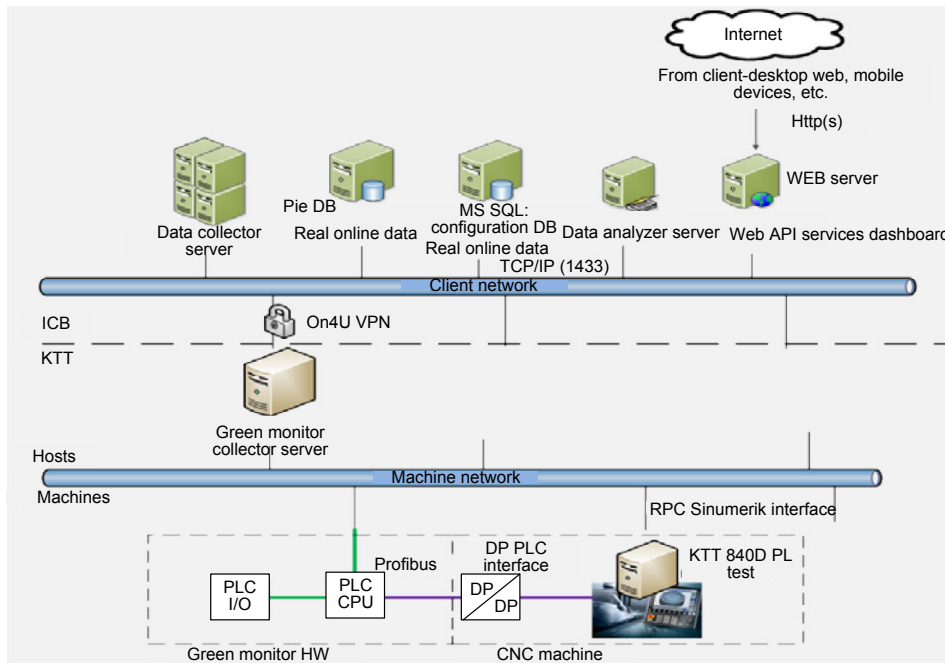 Internet
From client-desktop web, mobile
devices, etc.
Http(s)
WEB server
Pie DB
MS SQL:
configuration DB
Data collector
server
Real online data
Real online data
Data analyzer server
Web API services dashboard
TCP/IP (1433)
Client network
ICB
On4U VPN
KTT
Green monitor
collector server
Hosts
Machine network
Machines
RPC Sinumerik interface
Profibus
DP PLC
interface
KTT 840D PL
test
PLC
I/O
PLC
CPU
DP
DP
Green monitor HW
CNC machine